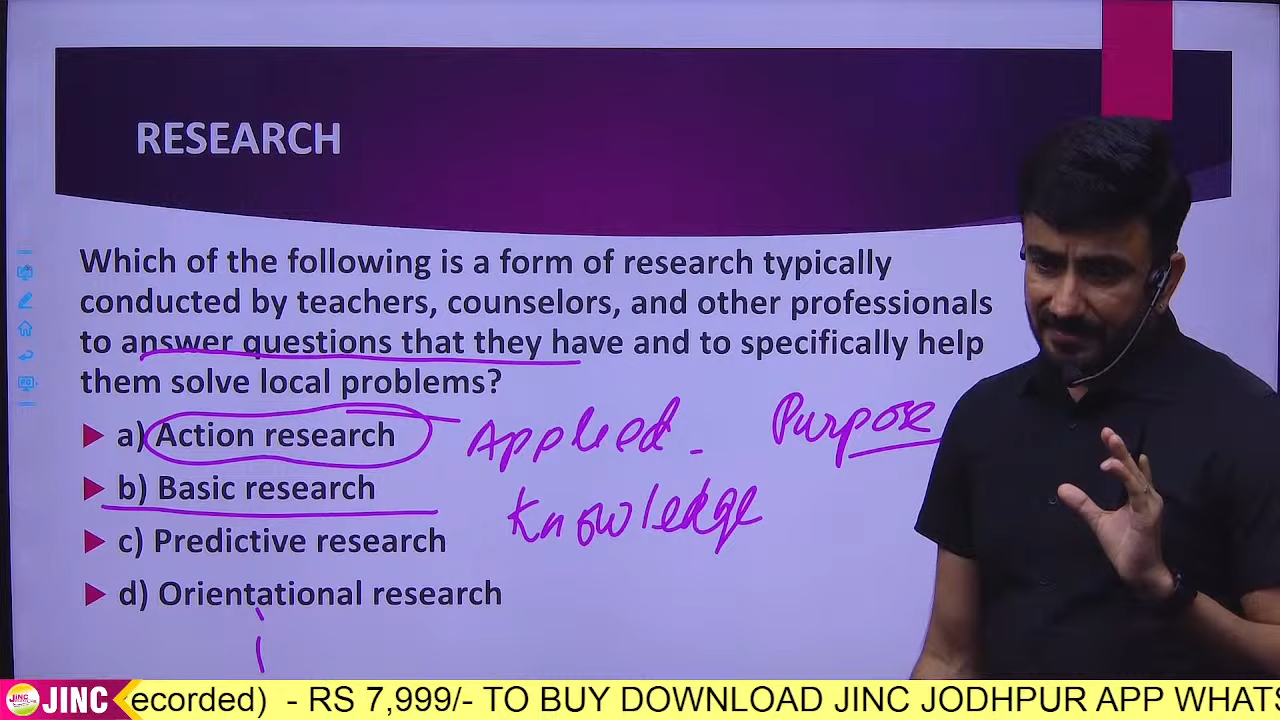 RESEARCH
Which of the following is a form of research typically
conducted by teachers, counselors, and other professionals
to answer questions that they have and to specifically help
them solve local problems?
a) Action research
Applied - Purpose
b) Basic research
Knowledge
c) Predictive research
d) Orientational research
JINC JINC ecorded) - RS 7,999/- TO BUY DOWNLOAD JINC JODHPUR APP WHATS